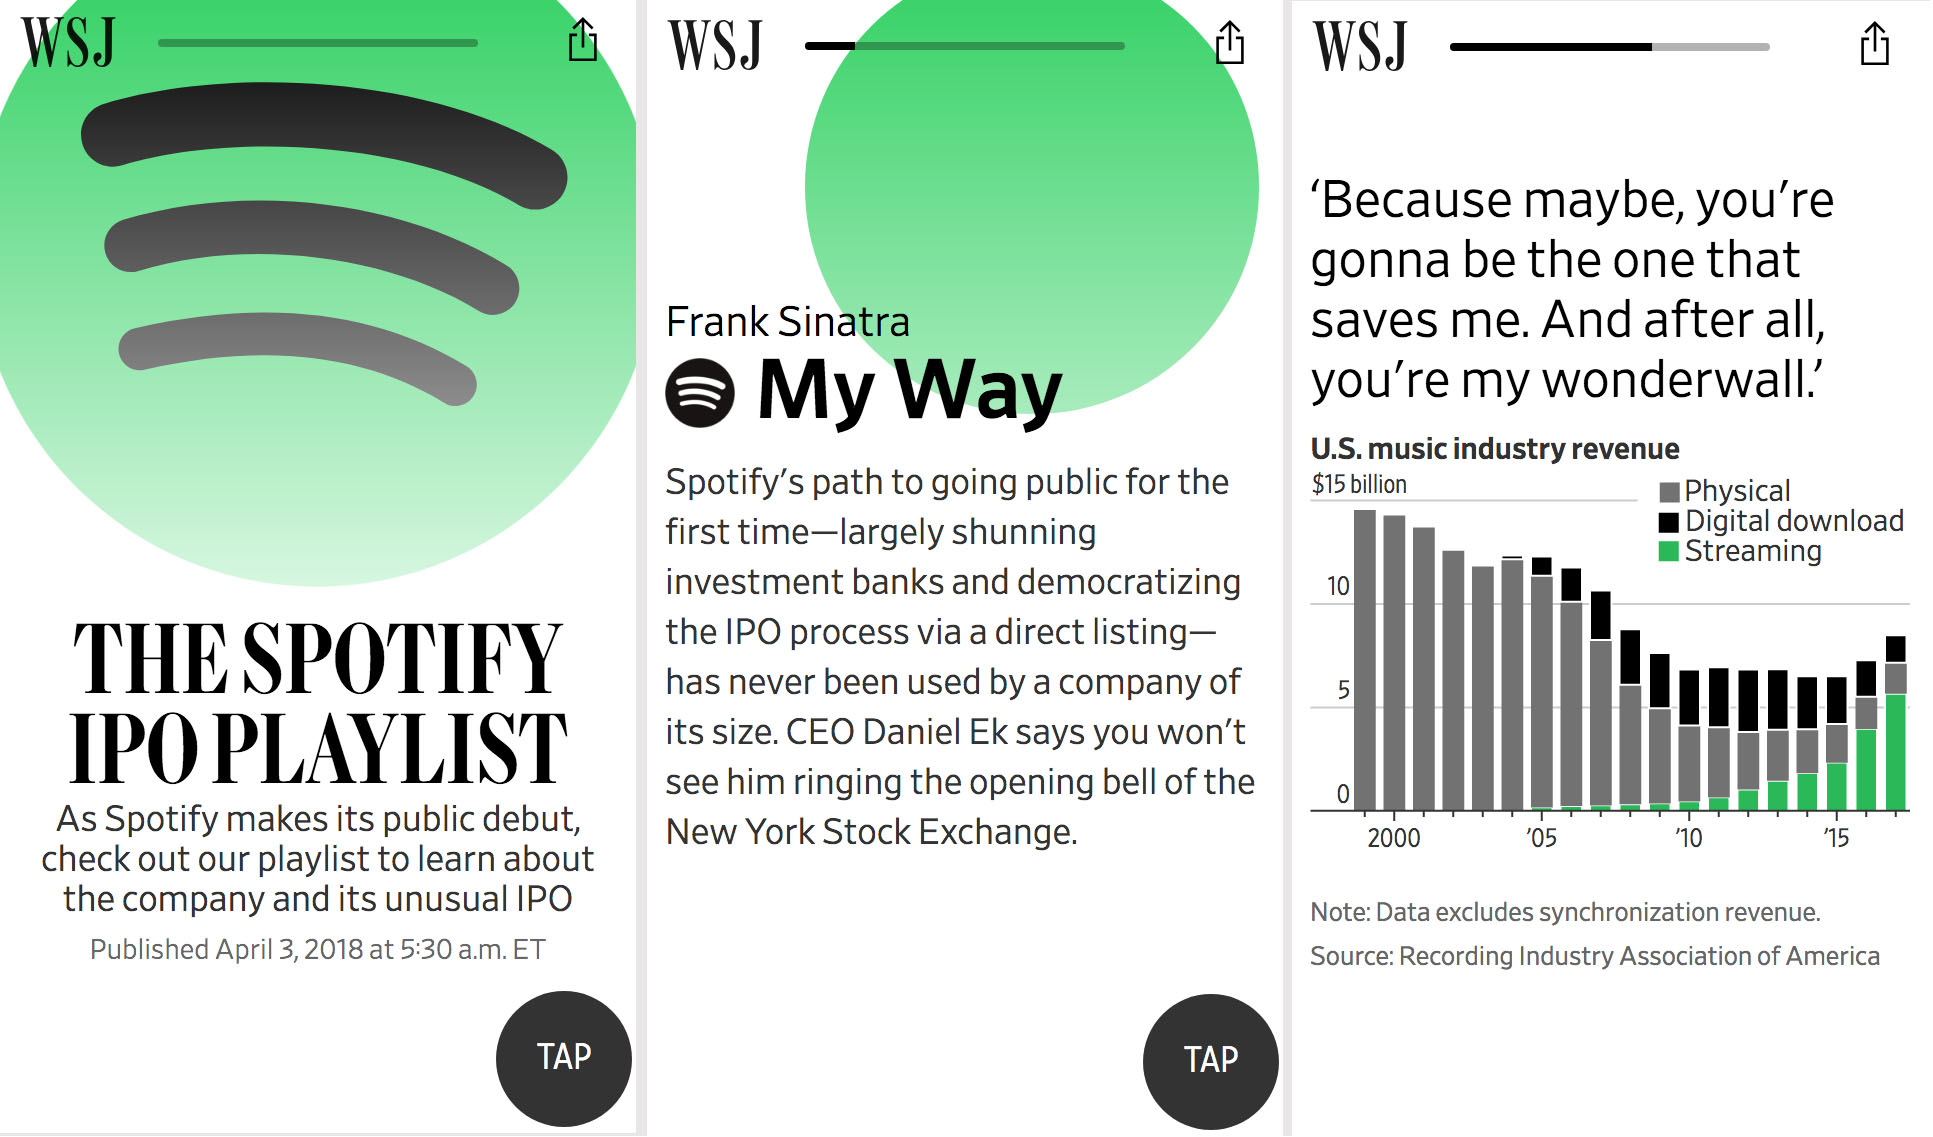 WSJ
THE SPOTIFY
IPO PLAYLIST
As Spotify makes its public debut,
check out our playlist to learn about
the company and its unusual IPO
Published April 3, 2018 at 5:30 a.m. ET
TAP
WSJ
Frank Sinatra
My Way
Spotify’s path to going public for the
first time—largely shunning
investment banks and democratizing
the IPO process via a direct listing—
has never been used by a company of
its size. CEO Daniel Ek says you won’t
see him ringing the opening bell of the
New York Stock Exchange.
TAP
WSJ
‘Because maybe, you’re
gonna be the one that
saves me. And after all,
you’re my wonderwall.’
U.S. music industry revenue
$15 billion
Physical
Digital download
Streaming
10
5
0
2000 ’05 ’10 ’15
Note: Data excludes synchronization revenue.
Source: Recording Industry Association of America